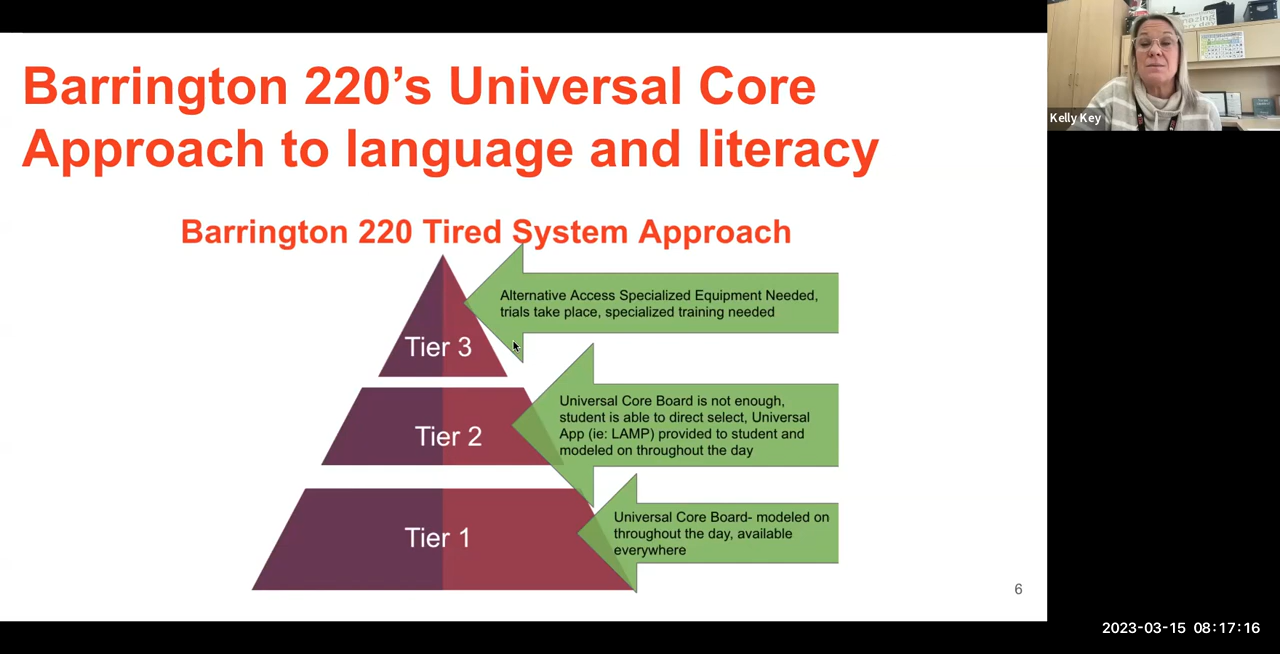 Barrington 220's Universal Core
Approach to language and literacy
Barrington 220 Tired System Approach
Alternative Access Specialized Equipment Needed,
trials take place, specialized training needed
Tier 3
Universal Core Board is not enough,
student is able to direct select, Universal
App (ie: LAMP) provided to student and
modeled on throughout the day
Tier 2
Universal Core Board- modeled on
throughout the day, available
everywhere
Tier 1
6
Kelly Key
2023-03-15 08:17:16